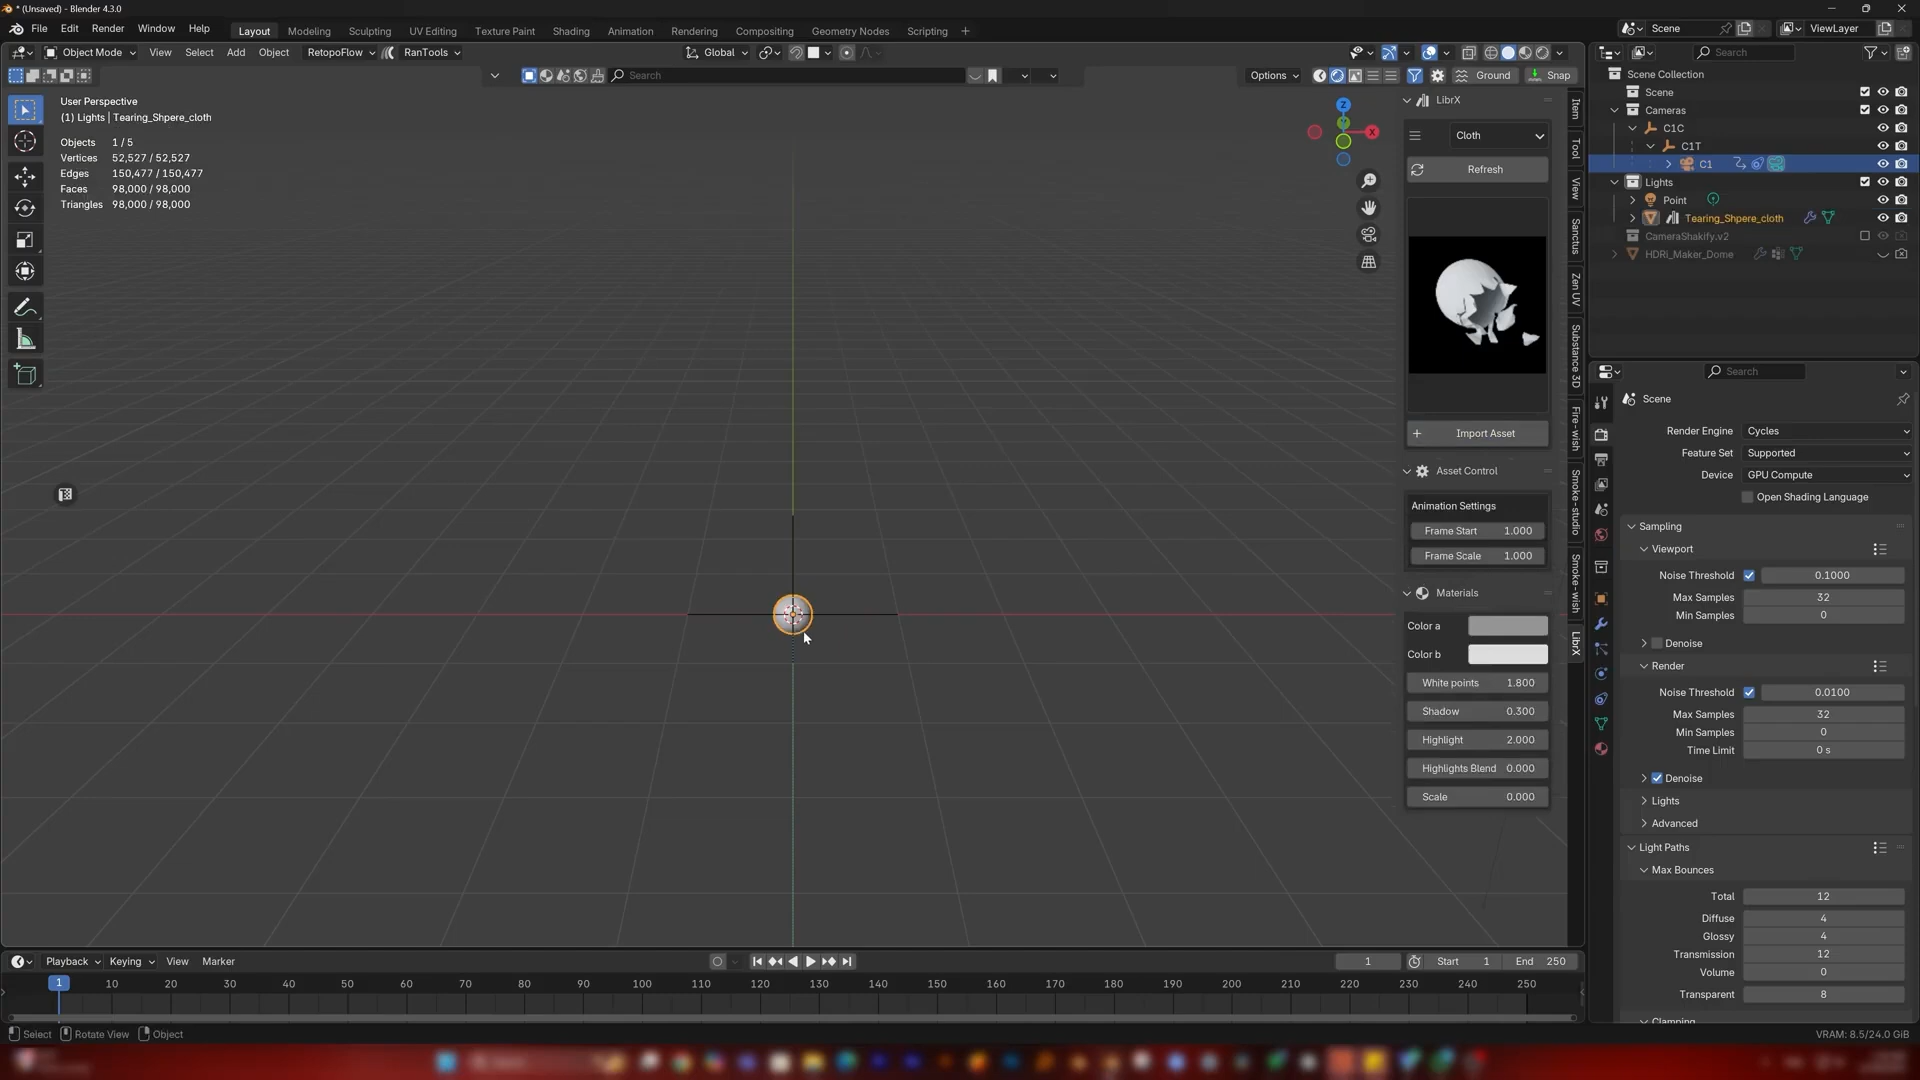 * (Unsaved) - Blender 4.3.0
File Edit Render Window Help Layout Modeling Sculpting UV Editing Texture Paint Shading Animation Rendering Compositing Geometry Nodes Scripting + Scene ViewLayer
Object Mode View Select Add Object RetopoFlow RanTools Global Search
Search Options Ground Snap
User Perspective
(1) Lights | Tearing_Shpere_cloth
Objects 1 / 5
Vertices 52,527 / 52,527
Edges 150,477 / 150,477
Faces 98,000 / 98,000
Triangles 98,000 / 98,000
Z
X
LibrX
Cloth
Refresh
Import Asset
Asset Control
Animation Settings
Frame Start 1.000
Frame Scale 1.000
Materials
Color a
Color b
White points 1.800
Shadow 0.300
Highlight 2.000
Highlights Blend 0.000
Scale 0.000
Item
Tool
View
Sanctus
Zen UV
Substance 3D
Fire-wish
Smoke-studio
Smoke-wish
LibrX
Scene Collection
Scene
Cameras
C1C
C1T
C1
Lights
Point
Tearing_Shpere_cloth
CameraShakify.v2
HDRi_Maker_Dome
Search
Scene
Render Engine Cycles
Feature Set Supported
Device GPU Compute
Open Shading Language
Sampling
Viewport
Noise Threshold 0.1000
Max Samples 32
Min Samples 0
Denoise
Render
Noise Threshold 0.0100
Max Samples 32
Min Samples 0
Time Limit 0 s
Denoise
Lights
Advanced
Light Paths
Max Bounces
Total 12
Diffuse 4
Glossy 4
Transmission 12
Volume 0
Transparent 8
Clamping
Playback Keying View Marker 1 Start 1 End 250
1 10 20 30 40 50 60 70 80 90 100 110 120 130 140 150 160 170 180 190 200 210 220 230 240 250
Select Rotate View Object VRAM: 8.5/24.0 GiB